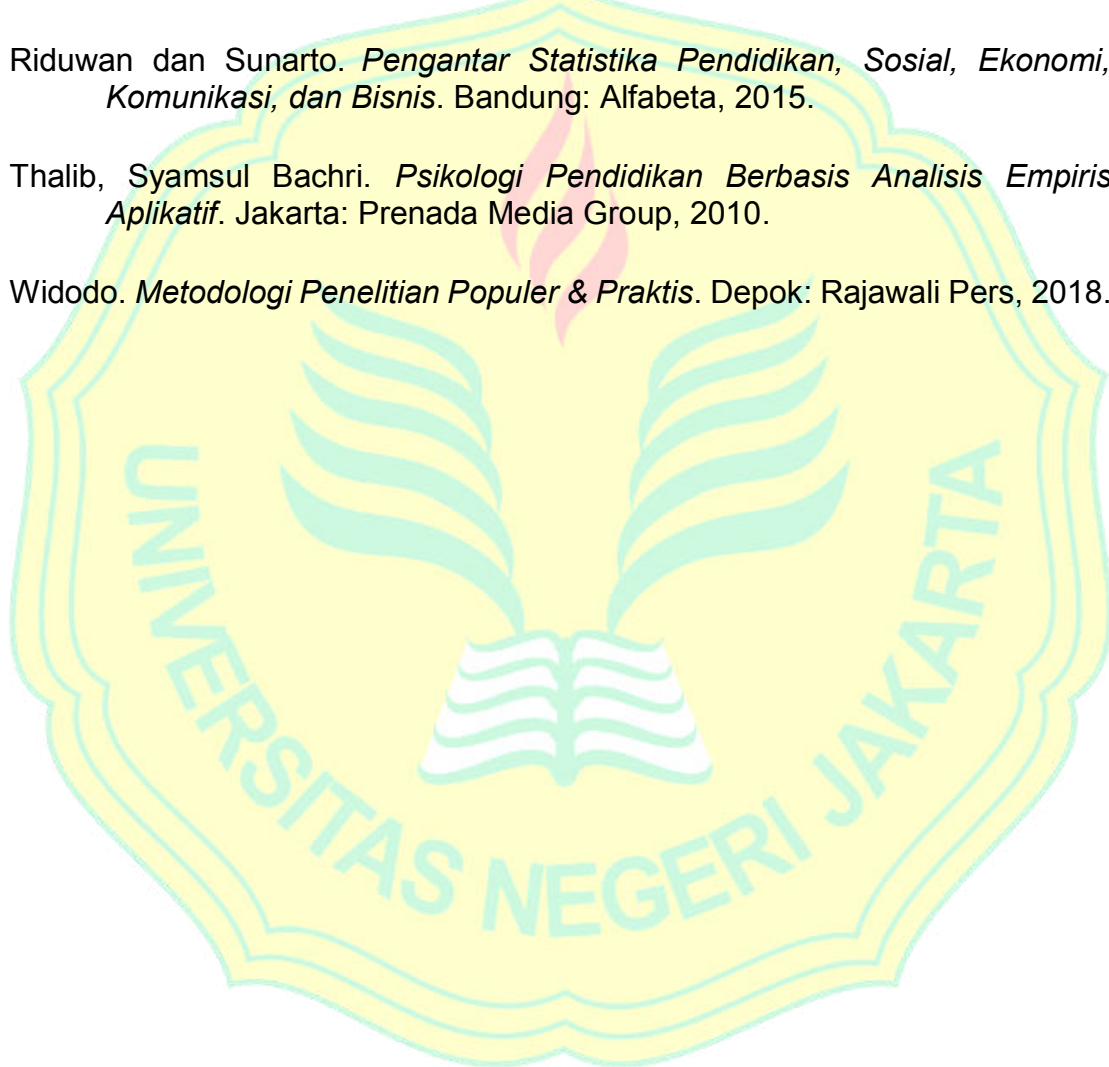 Riduwan dan Sunarto. Pengantar Statistika Pendidikan, Sosial, Ekonomi,
Komunikasi, dan Bisnis. Bandung: Alfabeta, 2015.
Thalib, Syamsul Bachri. Psikologi Pendidikan Berbasis Analisis Empiris
Aplikatif. Jakarta: Prenada Media Group, 2010.
Widodo. Metodologi Penelitian Populer & Praktis. Depok: Rajawali Pers, 2018.
UNIVERSITAS NEGERI JAKARTA